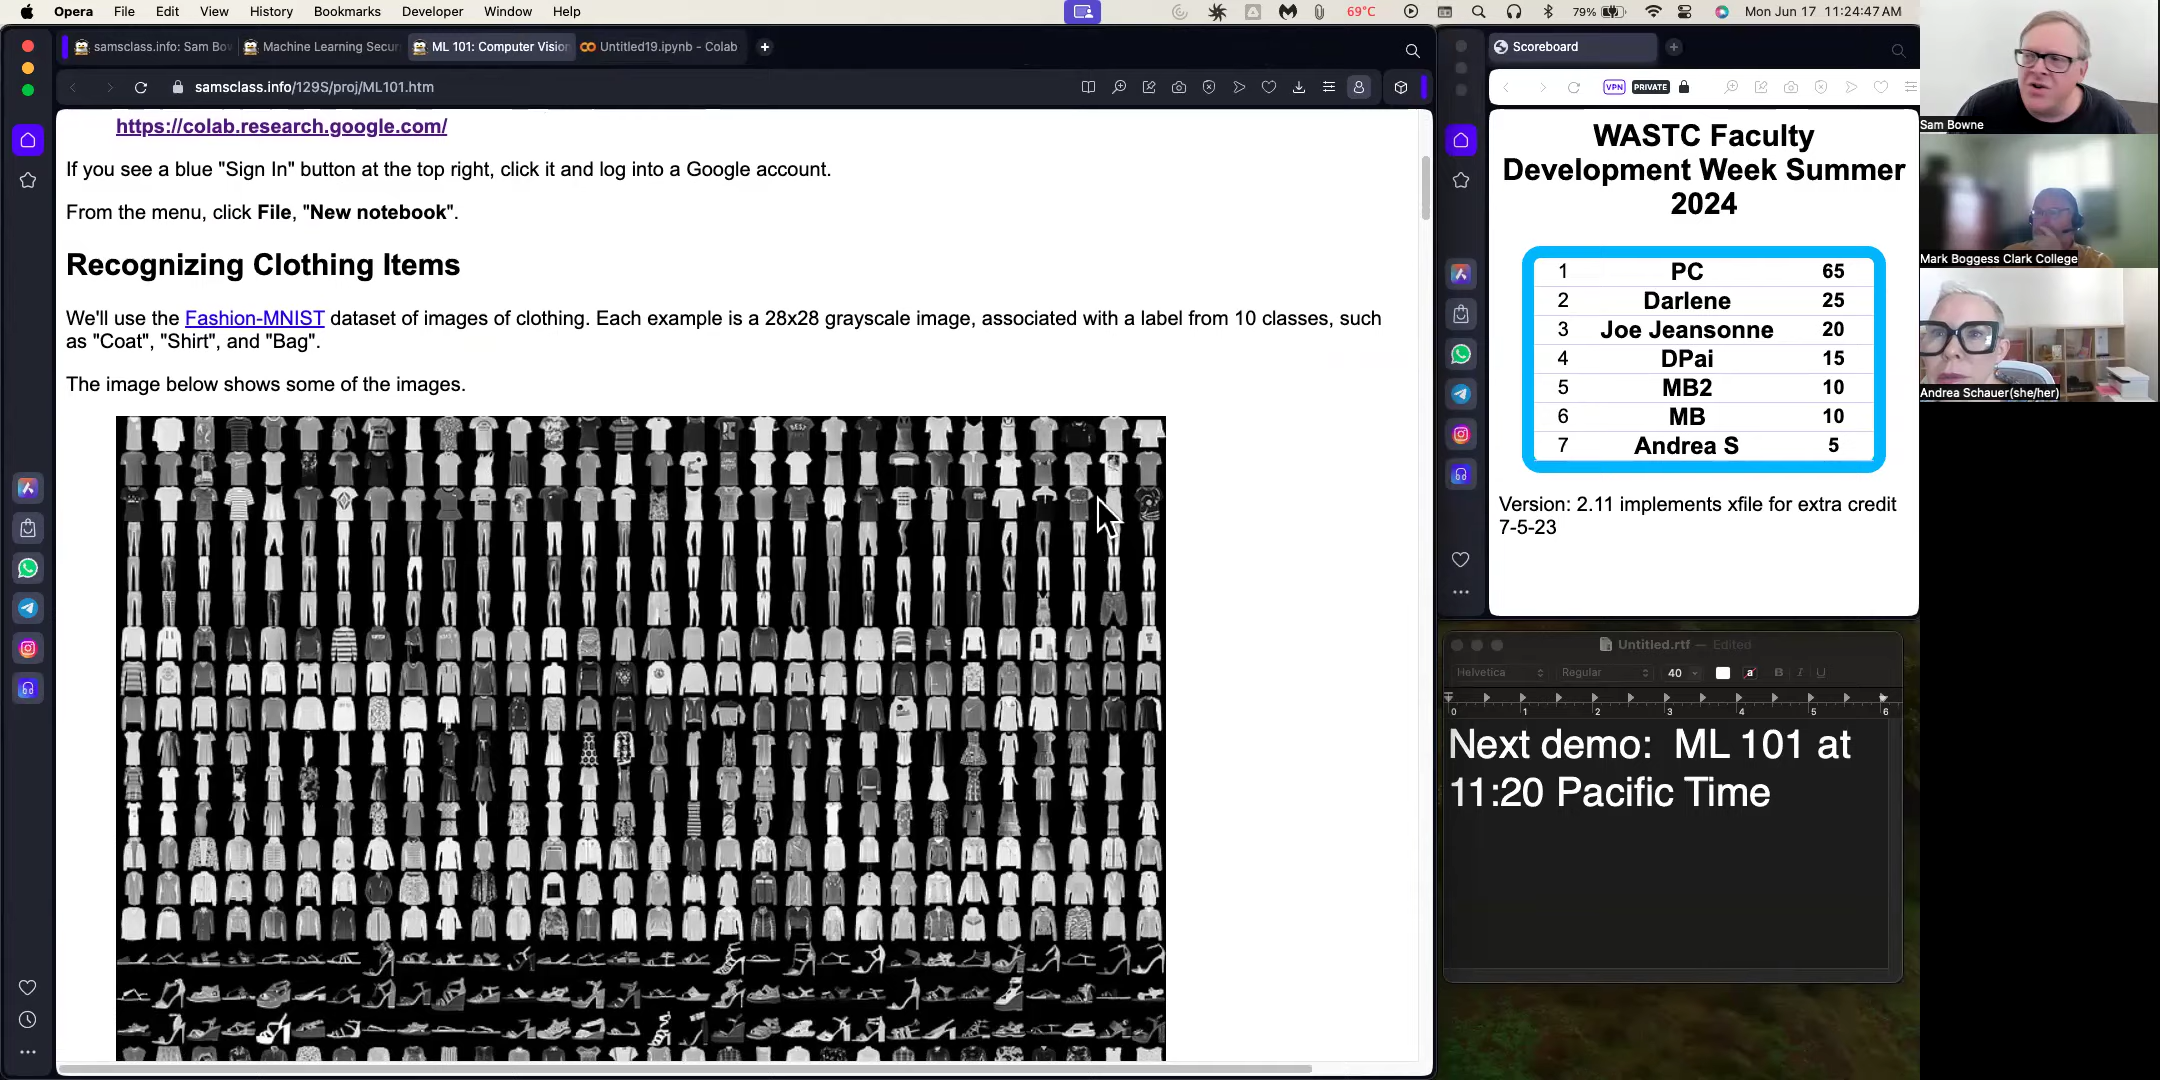 Opera File Edit View History Bookmarks Developer Window Help
69°C
79%
Mon Jun 17 11:24:47 AM
samsclass.info: Sam Bow
Machine Learning Secur
ML 101: Computer Vision
Untitled19.ipynb - Colab
samsclass.info/129S/proj/ML101.htm
https://colab.research.google.com/
If you see a blue "Sign In" button at the top right, click it and log into a Google account.
From the menu, click File, "New notebook".
Recognizing Clothing Items
We'll use the Fashion-MNIST dataset of images of clothing. Each example is a 28x28 grayscale image, associated with a label from 10 classes, such
as "Coat", "Shirt", and "Bag".
The image below shows some of the images.
Scoreboard
VPN PRIVATE
WASTC Faculty
Development Week Summer
2024
1 PC 65
2 Darlene 25
3 Joe Jeansonne 20
4 DPai 15
5 MB2 10
6 MB 10
7 Andrea S 5
Version: 2.11 implements xfile for extra credit
7-5-23
Untitled.rtf — Edited
Helvetica Regular 40 a B I U
0 1 2 3 4 5 6
Next demo: ML 101 at
11:20 Pacific Time
Sam Bowne
Mark Boggess Clark College
Andrea Schauer(she/her)